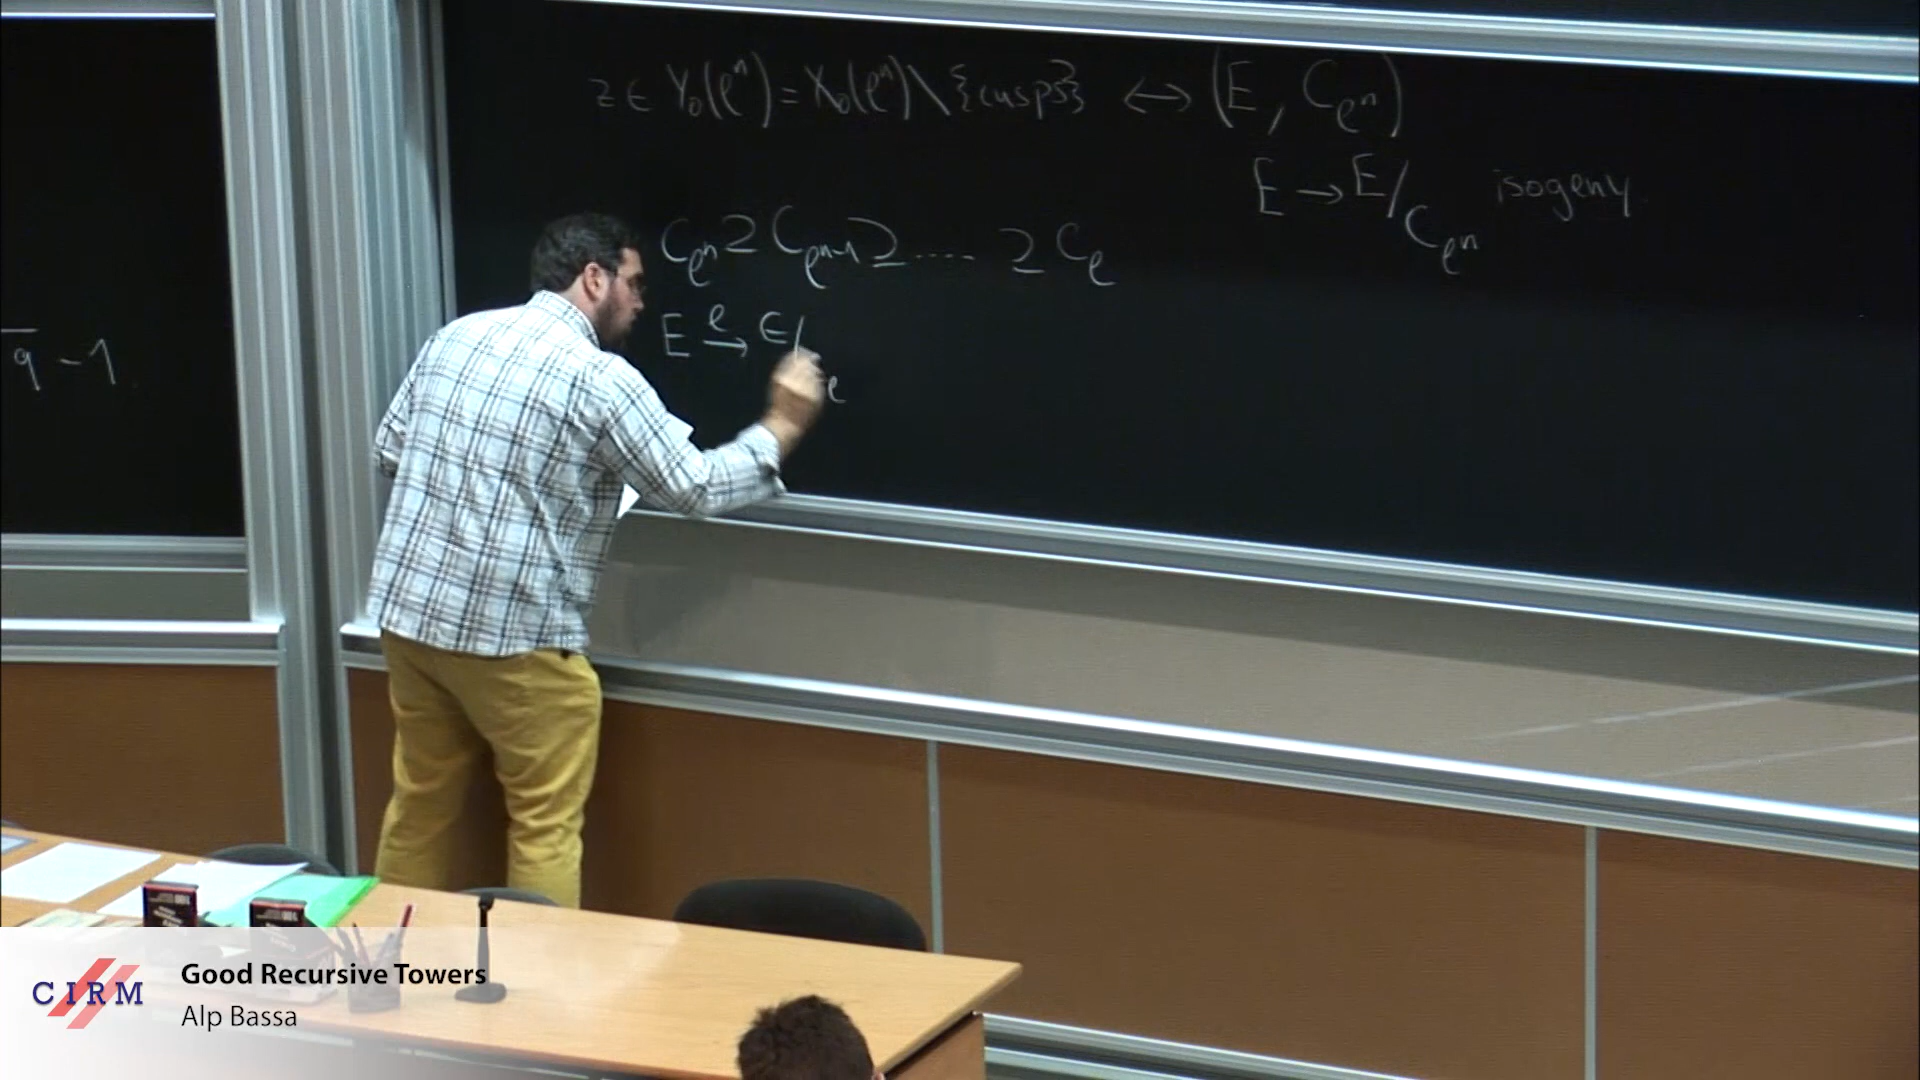 z ∈ Y₀(ℓⁿ) = X₀(ℓⁿ) \ {cusps} ↔ (E, C_ℓⁿ)
E → E/C_ℓⁿ isogeny
C_ℓⁿ ⊇ C_ℓⁿ⁻¹ ⊇ ..... ⊇ C_ℓ
E →^ℓ E/ ℓ
q - 1
CIRM
Good Recursive Towers
Alp Bassa